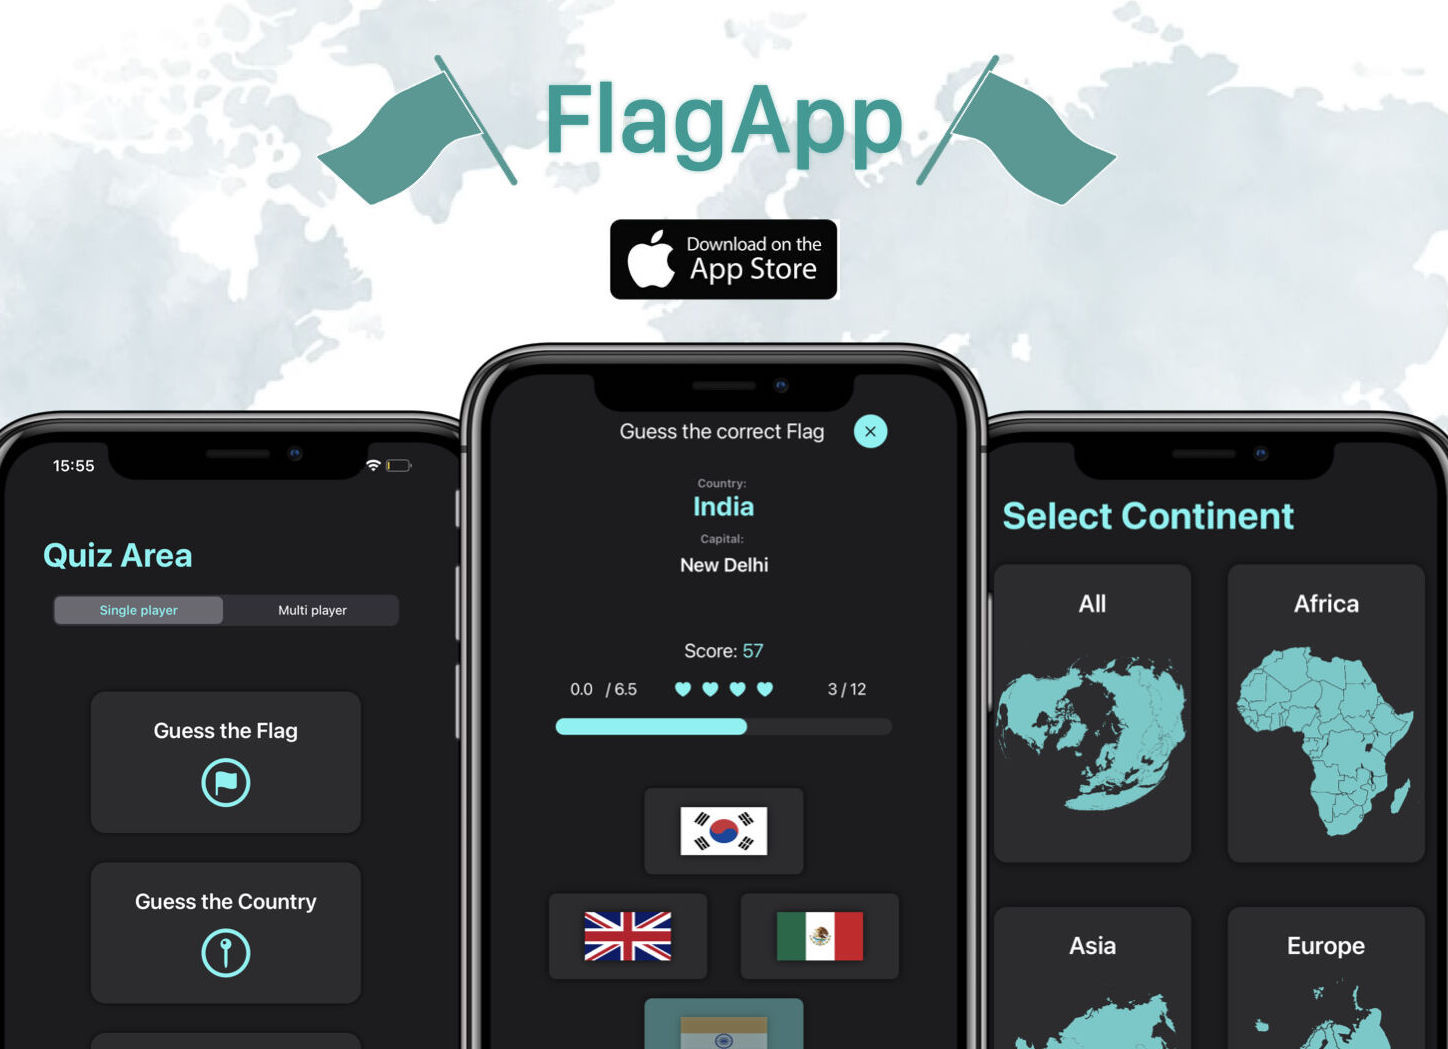 FlagApp
Download on the
App Store
15:55
Quiz Area
Single player
Multi player
Guess the Flag
Guess the Country
Guess the correct Flag
Country:
India
Capital:
New Delhi
Score: 57
0.0 / 6.5
3 / 12
Select Continent
All
Africa
Asia
Europe